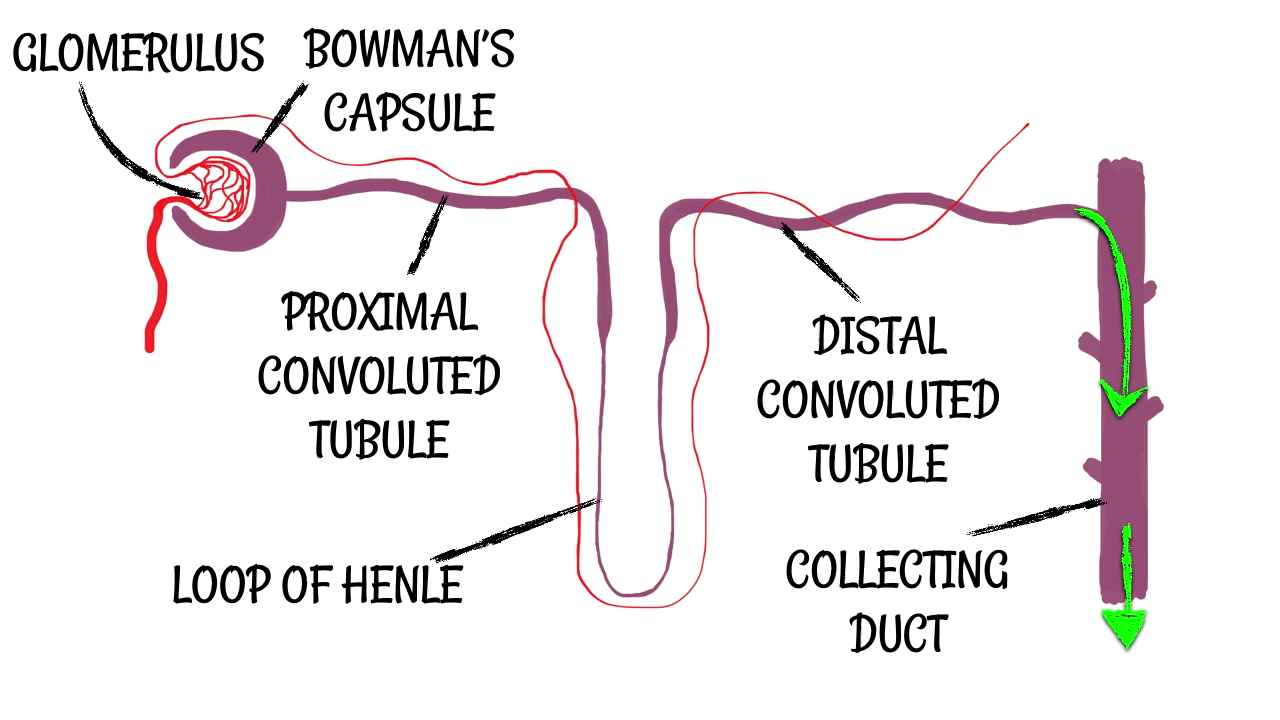 GLOMERULUS
BOWMAN'S
CAPSULE
PROXIMAL
CONVOLUTED
TUBULE
DISTAL
CONVOLUTED
TUBULE
LOOP OF HENLE
COLLECTING
DUCT